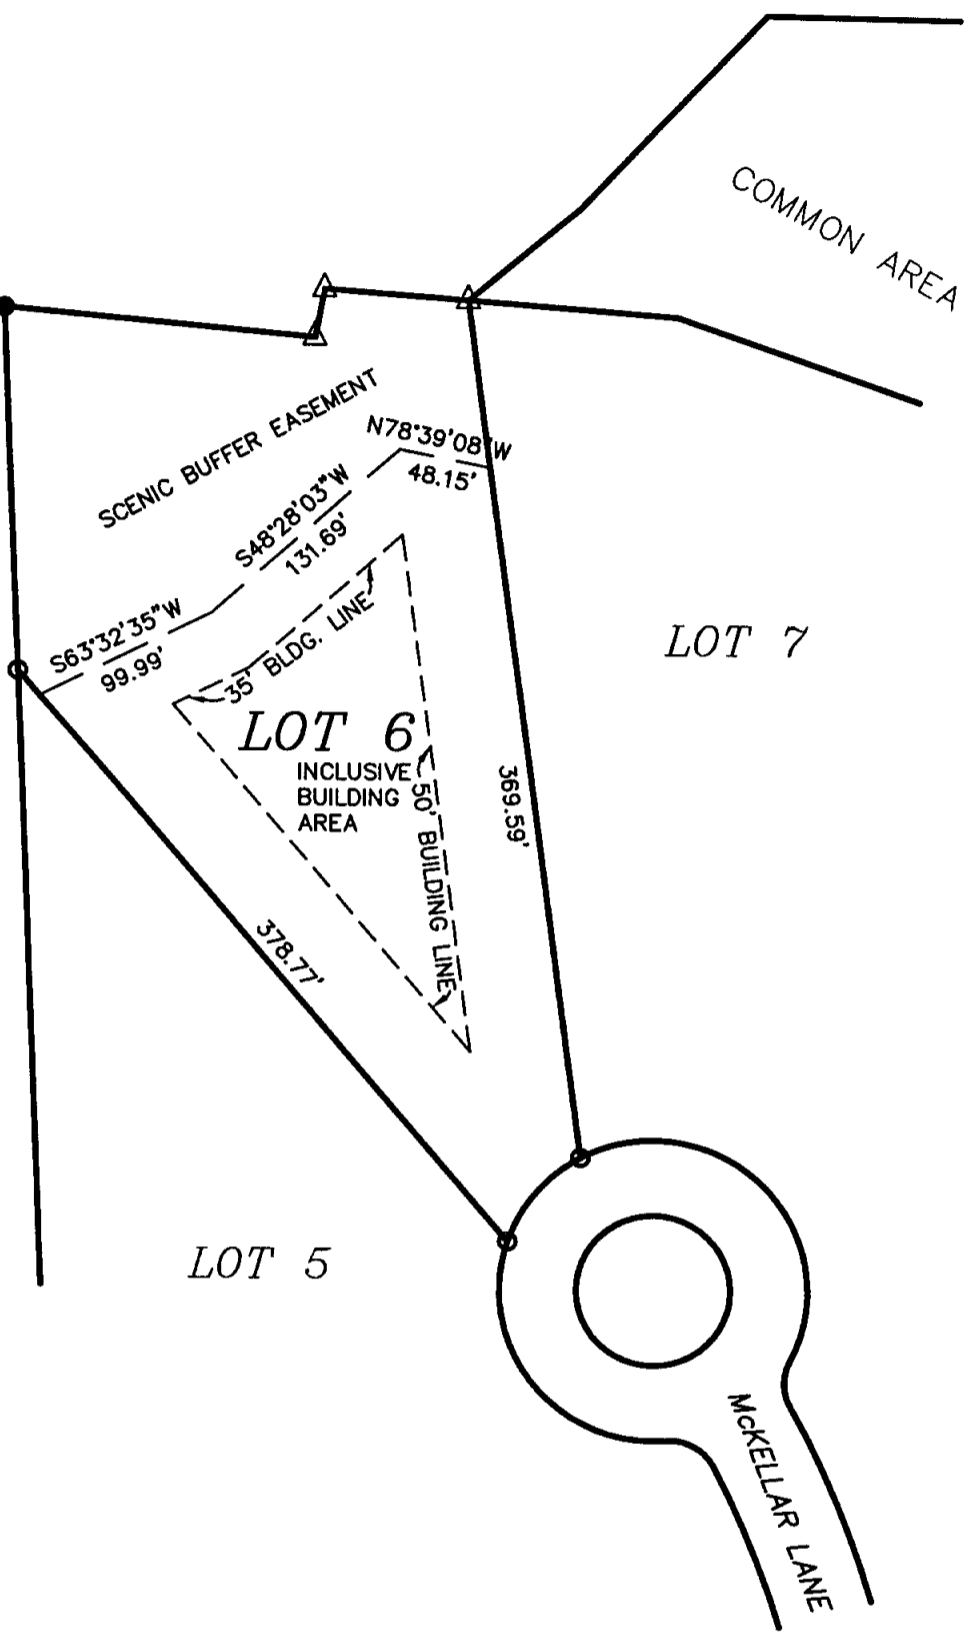 COMMON AREA
SCENIC BUFFER EASEMENT
N78°39'08"W
48.15'
S48°28'03"W
131.69'
S63°32'35"W
99.99'
35' BLDG. LINE
LOT 7
LOT 6
INCLUSIVE
BUILDING
AREA
50' BUILDING LINE
369.59'
378.77'
LOT 5
McKELLAR LANE